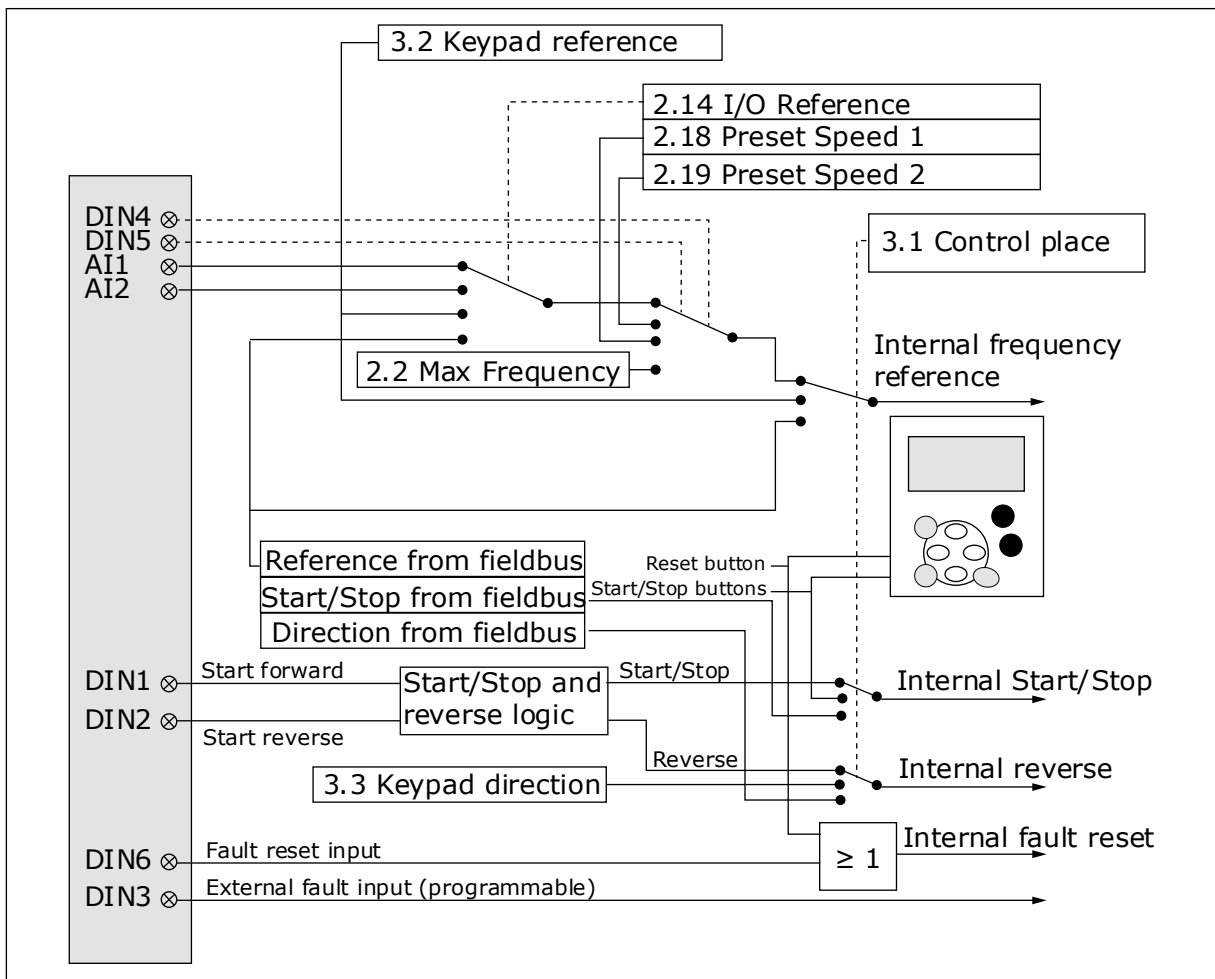 3.2 Keypad reference
2.14 I/O Reference
2.18 Preset Speed 1
2.19 Preset Speed 2
DIN4
DIN5
AI1
AI2
3.1 Control place
2.2 Max Frequency
Internal frequency
reference
Reference from fieldbus
Start/Stop from fieldbus
Direction from fieldbus
Reset button
Start/Stop buttons
DIN1
Start forward
DIN2
Start reverse
Start/Stop and
reverse logic
Start/Stop
Reverse
Internal Start/Stop
3.3 Keypad direction
Internal reverse
DIN6
Fault reset input
≥ 1
Internal fault reset
DIN3
External fault input (programmable)